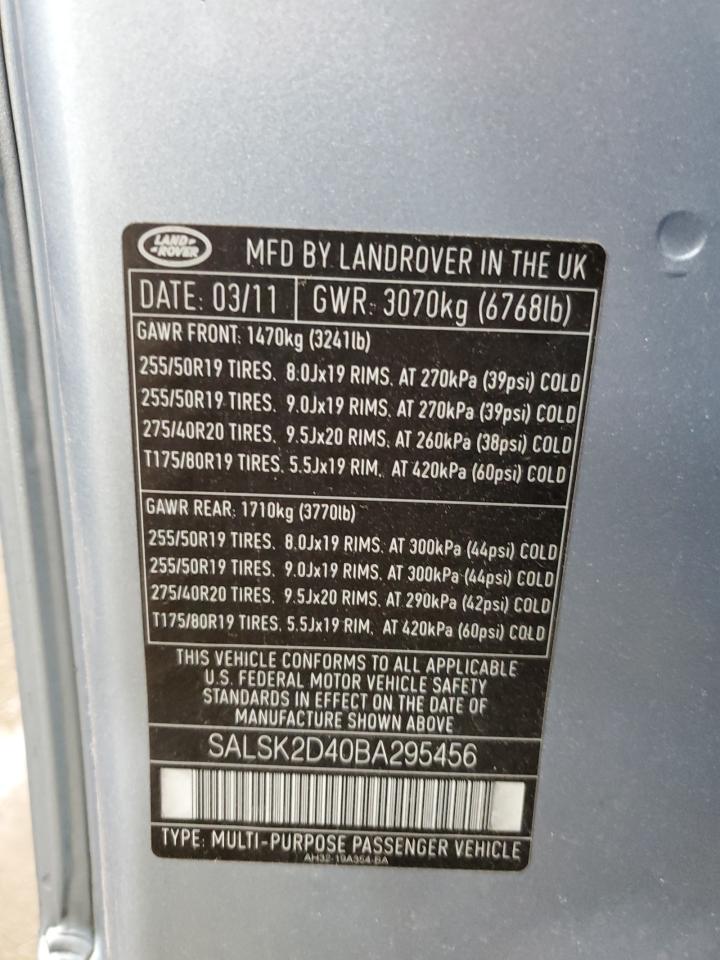 LAND ROVER
MFD BY LANDROVER IN THE UK
DATE: 03/11 GWR: 3070kg (6768lb)
GAWR FRONT: 1470kg (3241lb)
255/50R19 TIRES. 8.0Jx19 RIMS. AT 270kPa (39psi) COLD
255/50R19 TIRES. 9.0Jx19 RIMS. AT 270kPa (39psi) COLD
275/40R20 TIRES. 9.5Jx20 RIMS. AT 260kPa (38psi) COLD
T175/80R19 TIRES. 5.5Jx19 RIM. AT 420kPa (60psi) COLD
GAWR REAR: 1710kg (3770lb)
255/50R19 TIRES. 8.0Jx19 RIMS. AT 300kPa (44psi) COLD
255/50R19 TIRES. 9.0Jx19 RIMS. AT 300kPa (44psi) COLD
275/40R20 TIRES. 9.5Jx20 RIMS. AT 290kPa (42psi) COLD
T175/80R19 TIRES. 5.5Jx19 RIM. AT 420kPa (60psi) COLD
THIS VEHICLE CONFORMS TO ALL APPLICABLE
U.S. FEDERAL MOTOR VEHICLE SAFETY
STANDARDS IN EFFECT ON THE DATE OF
MANUFACTURE SHOWN ABOVE
SALSK2D40BA295456
TYPE: MULTI-PURPOSE PASSENGER VEHICLE
AH32-19A354-BA